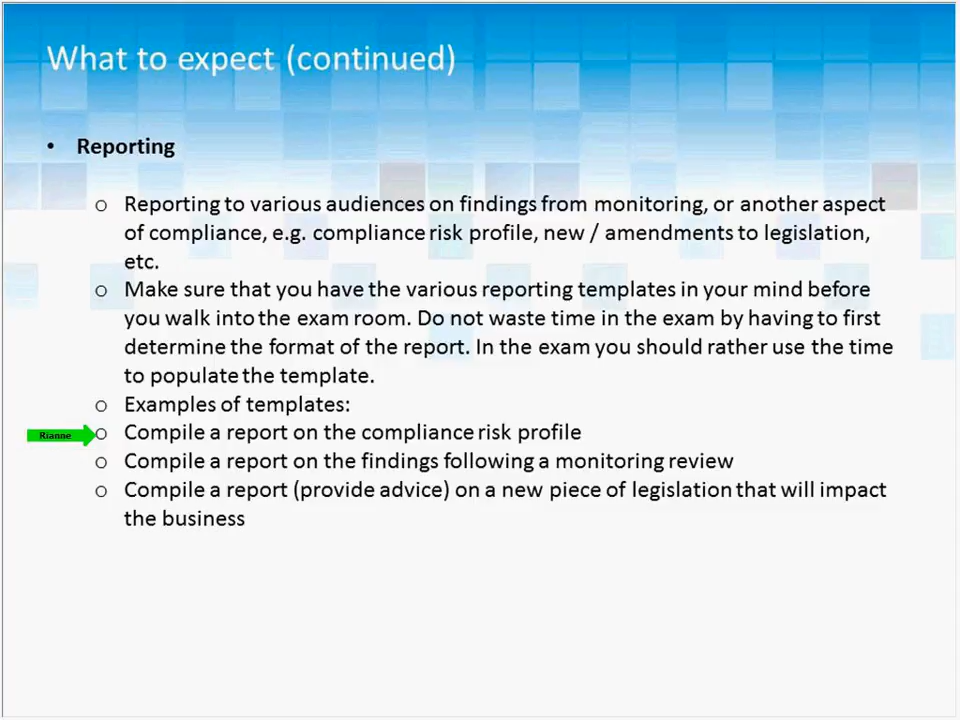 What to expect (continued)
• Reporting
o Reporting to various audiences on findings from monitoring, or another aspect
of compliance, e.g. compliance risk profile, new / amendments to legislation,
etc.
o Make sure that you have the various reporting templates in your mind before
you walk into the exam room. Do not waste time in the exam by having to first
determine the format of the report. In the exam you should rather use the time
to populate the template.
o Examples of templates:
Rianne
o Compile a report on the compliance risk profile
o Compile a report on the findings following a monitoring review
o Compile a report (provide advice) on a new piece of legislation that will impact
the business